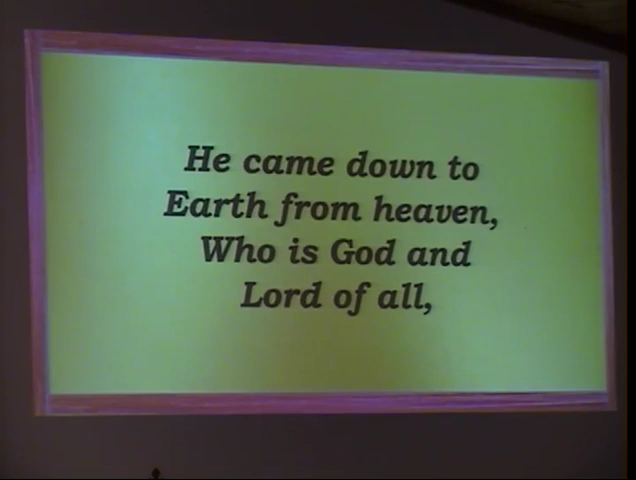 He came down to
Earth from heaven,
Who is God and
Lord of all,